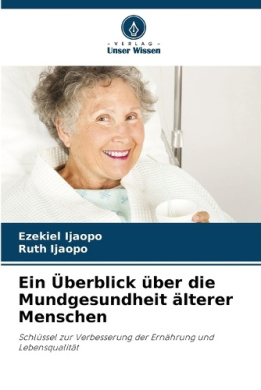 VERLAG
Unser Wissen
Ezekiel Ijaopo
Ruth Ijaopo
Ein Überblick über die
Mundgesundheit älterer
Menschen
Schlüssel zur Verbesserung der Ernährung und
Lebensqualität